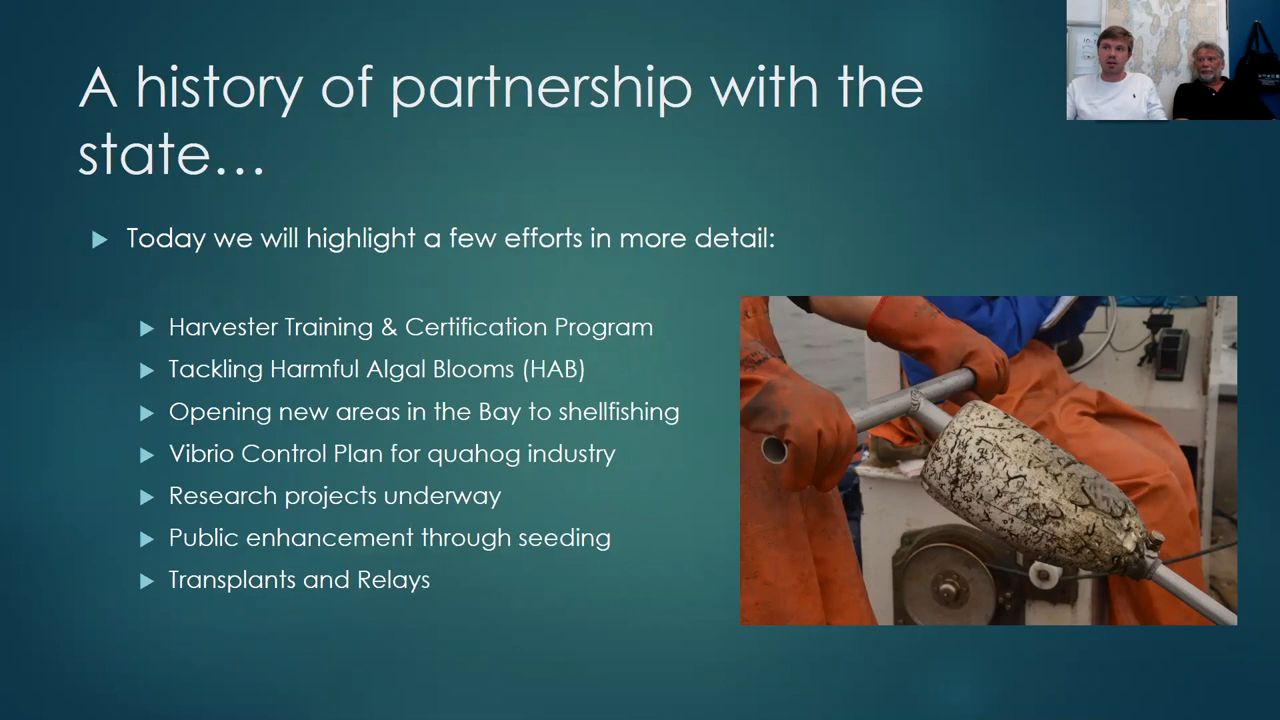 A history of partnership with the
state...
Today we will highlight a few efforts in more detail:
Harvester Training & Certification Program
Tackling Harmful Algal Blooms (HAB)
Opening new areas in the Bay to shellfishing
Vibrio Control Plan for quahog industry
Research projects underway
Public enhancement through seeding
Transplants and Relays